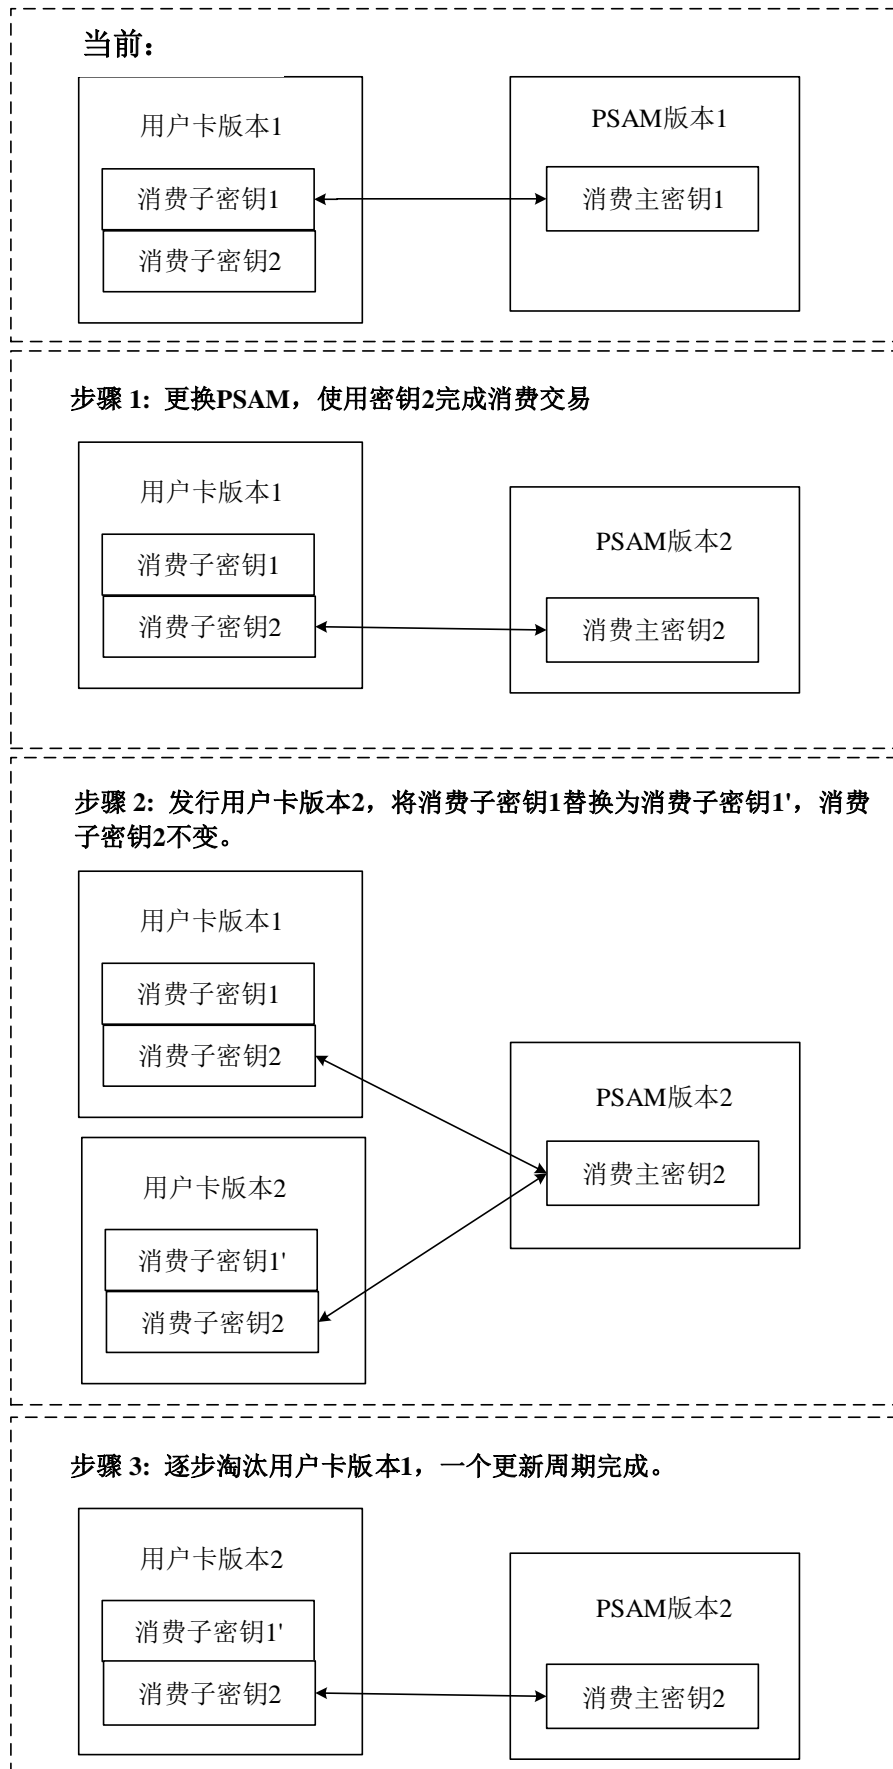 当前：
用户卡版本1
PSAM版本1
消费子密钥1
消费主密钥1
消费子密钥2
步骤 1: 更换PSAM，使用密钥2完成消费交易
用户卡版本1
PSAM版本2
消费子密钥1
消费子密钥2
消费主密钥2
步骤 2: 发行用户卡版本2，将消费子密钥1替换为消费子密钥1'，消费
子密钥2不变。
用户卡版本1
消费子密钥1
消费子密钥2
PSAM版本2
消费主密钥2
用户卡版本2
消费子密钥1'
消费子密钥2
步骤 3: 逐步淘汰用户卡版本1，一个更新周期完成。
用户卡版本2
PSAM版本2
消费子密钥1'
消费子密钥2
消费主密钥2